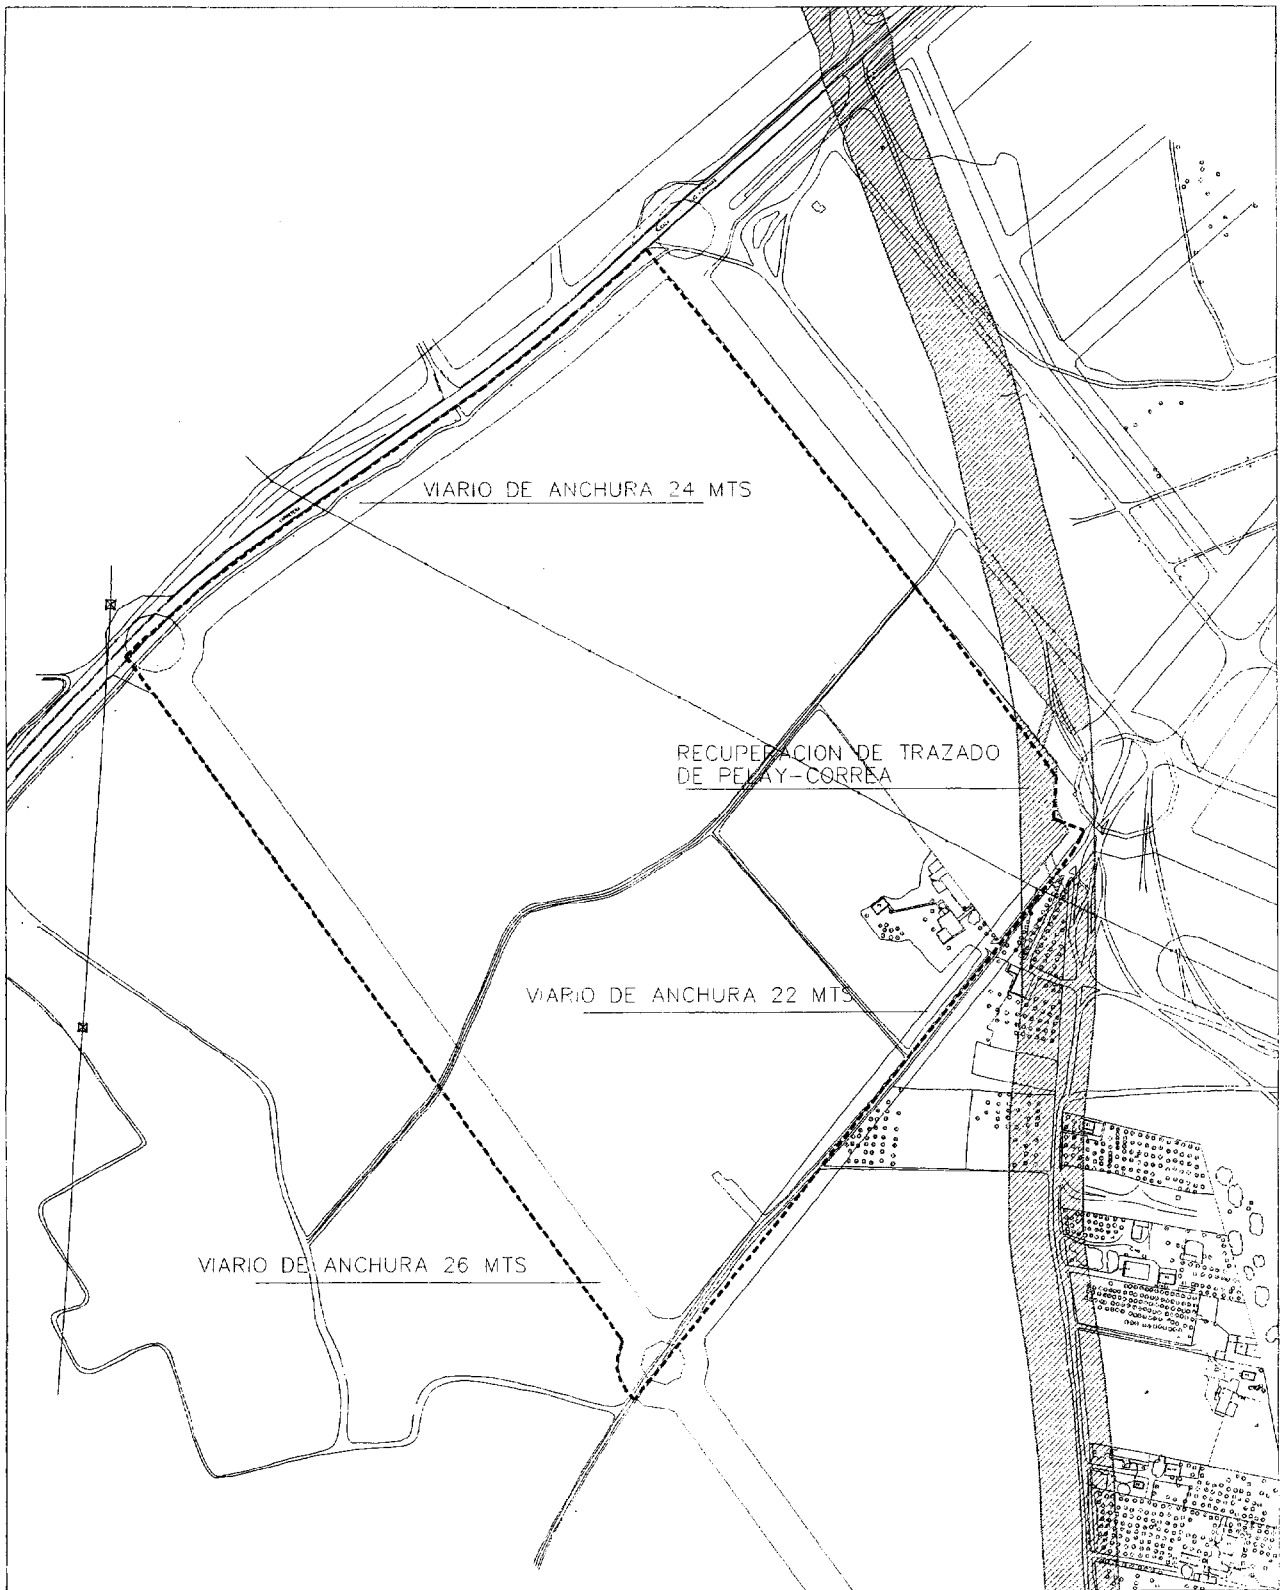 VIARIO DE ANCHURA 24 MTS
RECUPERACION DE TRAZADO
DE PELAY-CORREA
VIARIO DE ANCHURA 22 MTS
VIARIO DE ANCHURA 26 MTS